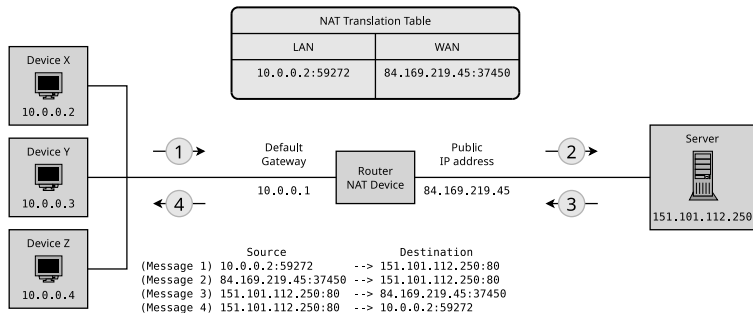 NAT Translation Table
LAN WAN
10.0.0.2:59272 84.169.219.45:37450
Device X
10.0.0.2
Device Y
10.0.0.3
Device Z
10.0.0.4
1
4
Default
Gateway
10.0.0.1
Router
NAT Device
Public
IP address
84.169.219.45
2
3
Server
151.101.112.250
Source Destination
(Message 1) 10.0.0.2:59272 --> 151.101.112.250:80
(Message 2) 84.169.219.45:37450 --> 151.101.112.250:80
(Message 3) 151.101.112.250:80 --> 84.169.219.45:37450
(Message 4) 151.101.112.250:80 --> 10.0.0.2:59272